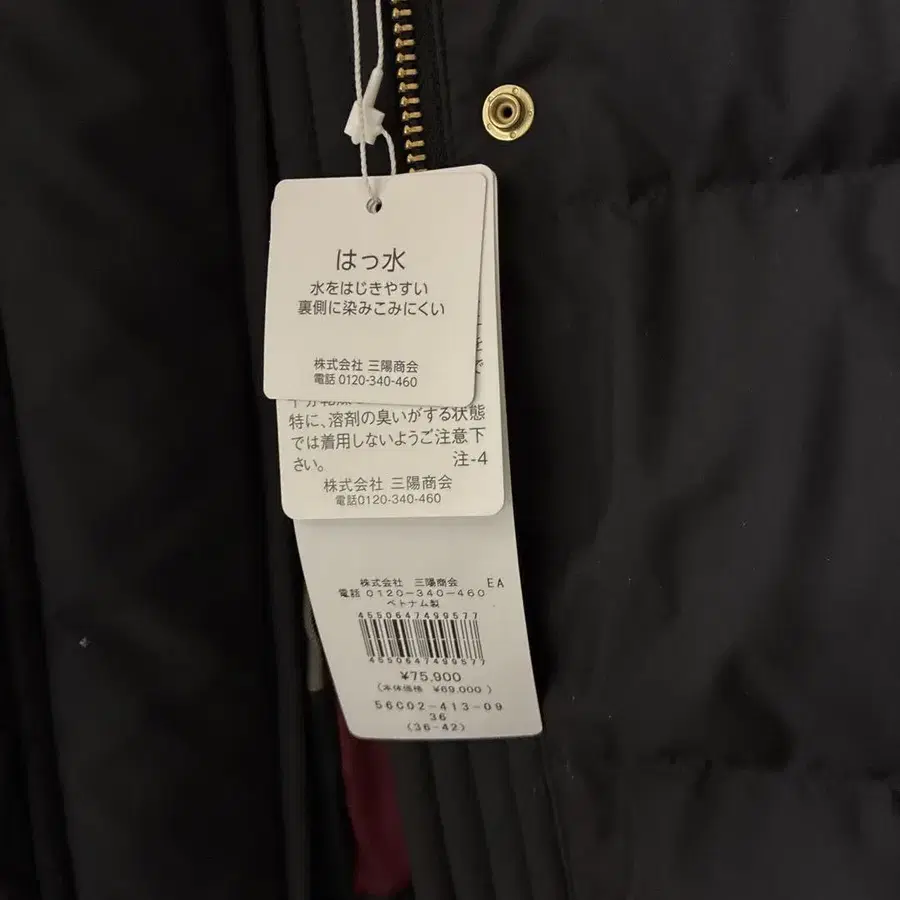 はっ水
水をはじきやすい
裏側に染みこみにくい
株式会社 三陽商会
電話 0120-340-460
特に、溶剤の臭いがする状態
では着用しないようご注意下
さい。 注-4
株式会社 三陽商会
電話0120-340-460
株式会社 三陽商会 EA
電話 0120-340-460
ベトナム製
4550647499577
4550647499577
¥75,900
(本体価格 ¥69,000)
56C02-413-09
36
(36-42)